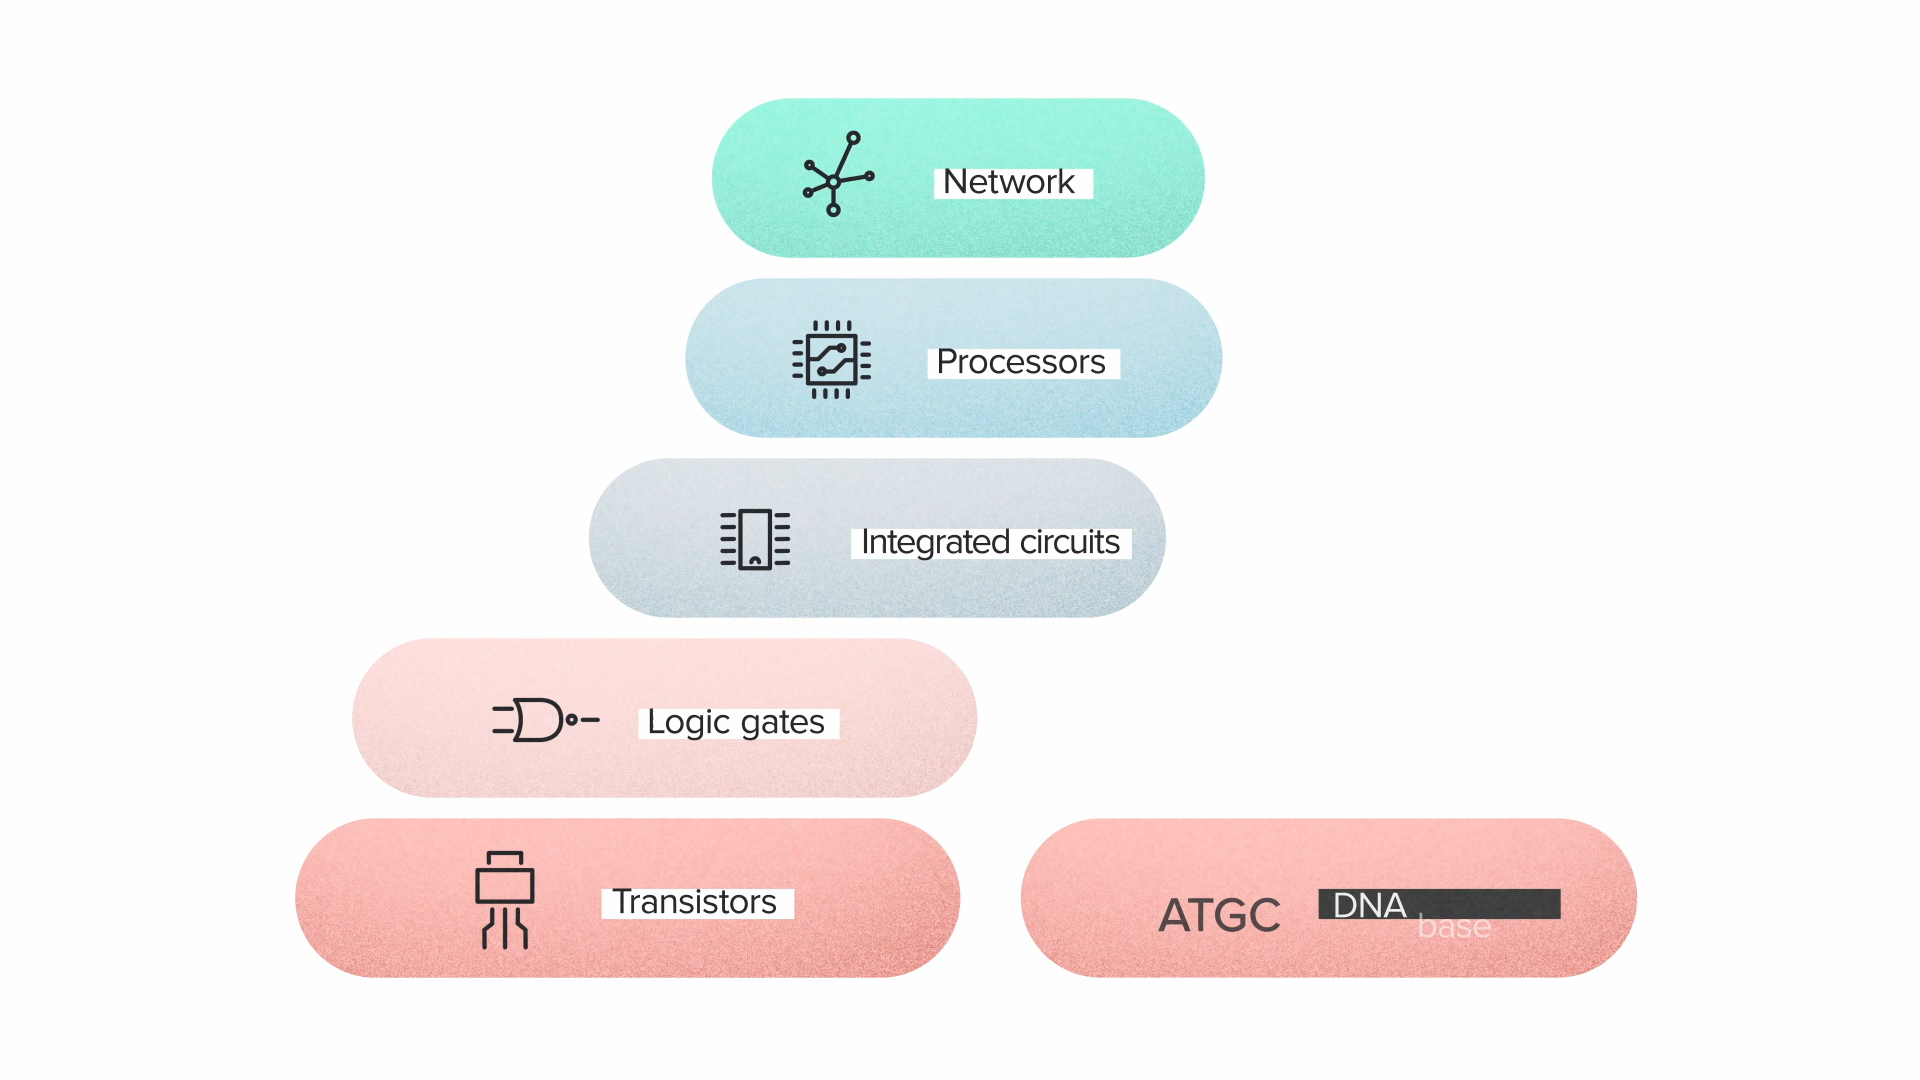 Network
Processors
Integrated circuits
Logic gates
Transistors
ATGC
DNA base